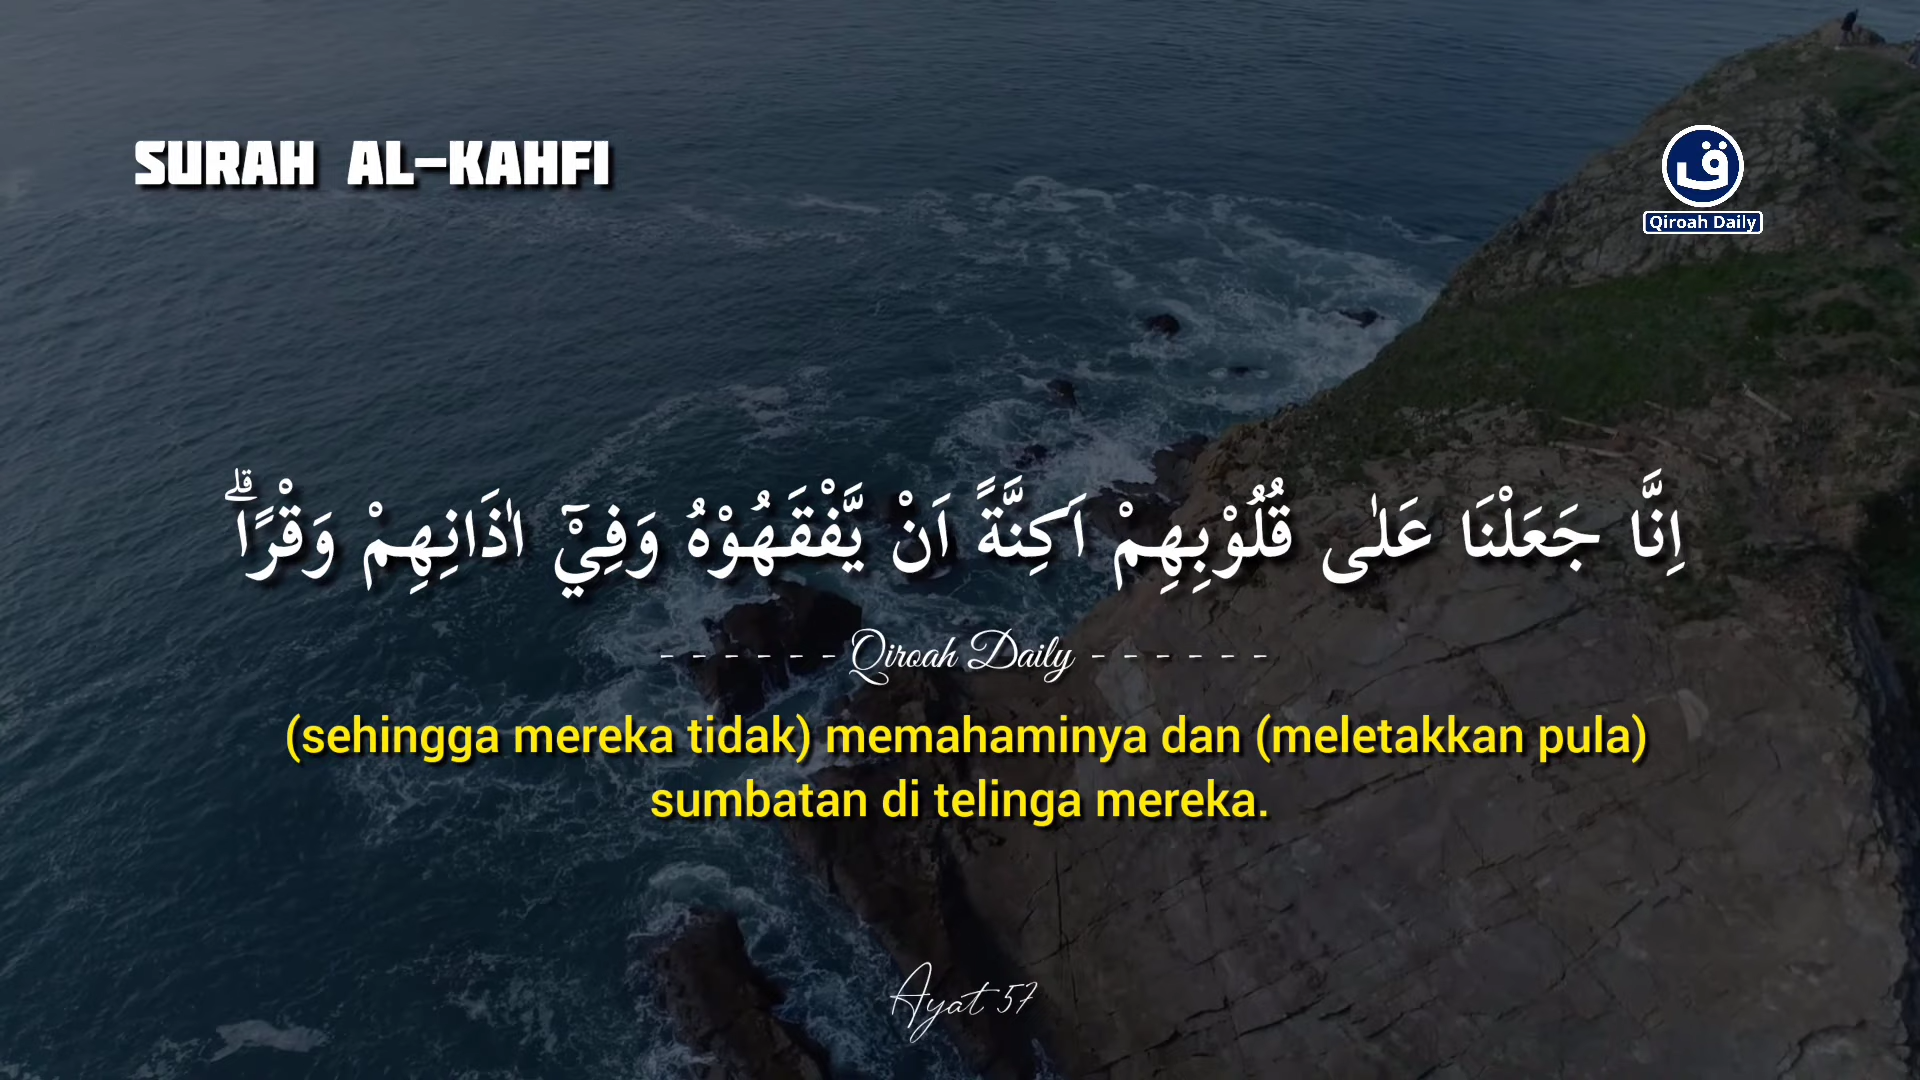 SURAH AL-KAHFI
ق
Qiroah Daily
اِنَّا جَعَلْنَا عَلٰى قُلُوْبِهِمْ اَكِنَّةً اَنْ يَّفْقَهُوْهُ وَفِيْٓ اٰذَانِهِمْ وَقْرًاۗ
- - - - - - Qiroah Daily - - - - - -
(sehingga mereka tidak) memahaminya dan (meletakkan pula)
sumbatan di telinga mereka.
Ayat 57